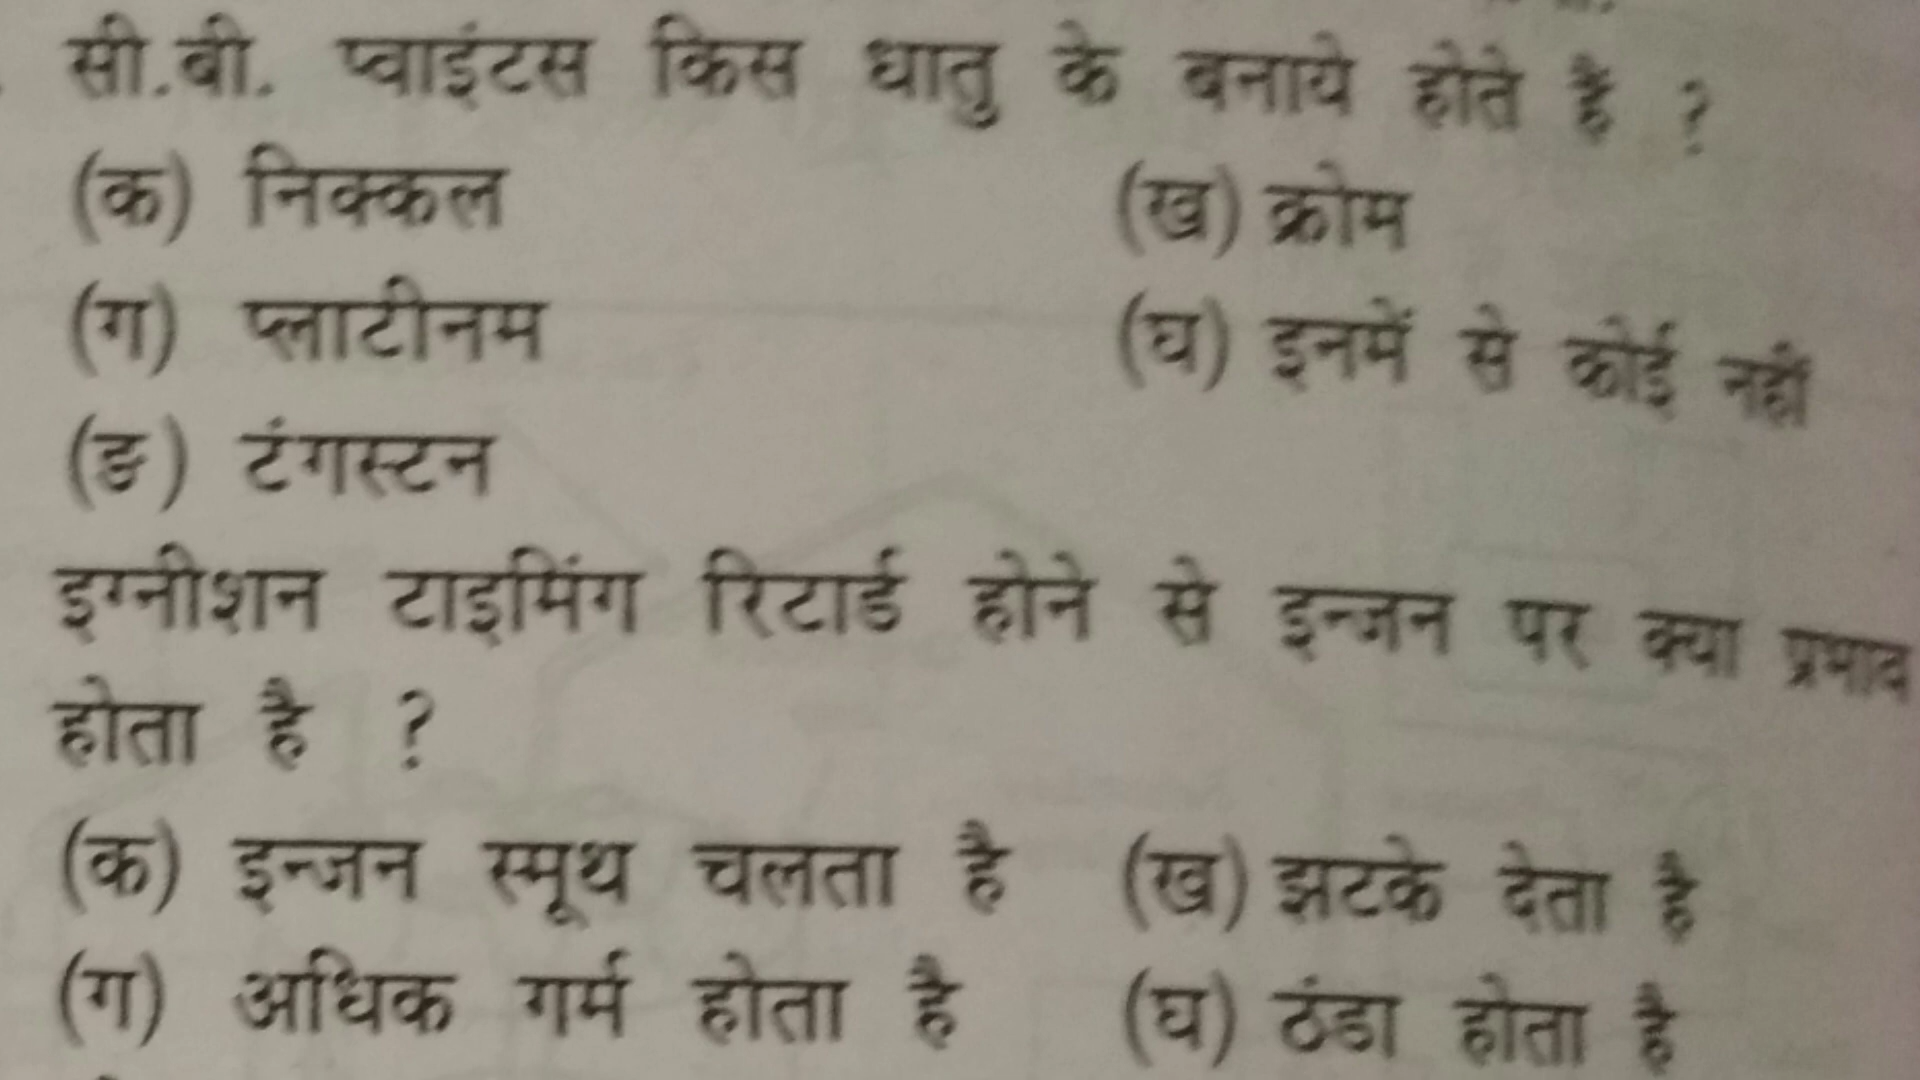 सी.बी. प्वाइंटस किस धातु के बनाये होते हैं ?
(क) निक्कल (ख) क्रोम
(ग) प्लाटीनम (घ) इनमें से कोई नहीं
(ङ) टंगस्टन
इग्नीशन टाइमिंग रिटार्ड होने से इन्जन पर क्या प्रभाव
होता है ?
(क) इन्जन स्मूथ चलता है (ख) झटके देता है
(ग) अधिक गर्म होता है (घ) ठंडा होता है